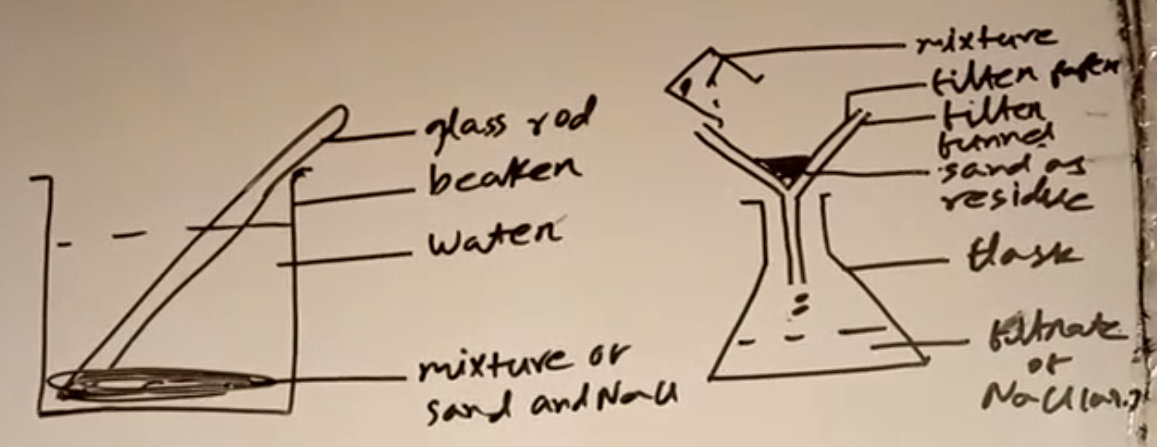 glass rod
beaker
water
mixture of
sand and NaCl
mixture
filter paper
filter
funnel
sand as
residue
flask
filtrate
of
NaCl (aq.)